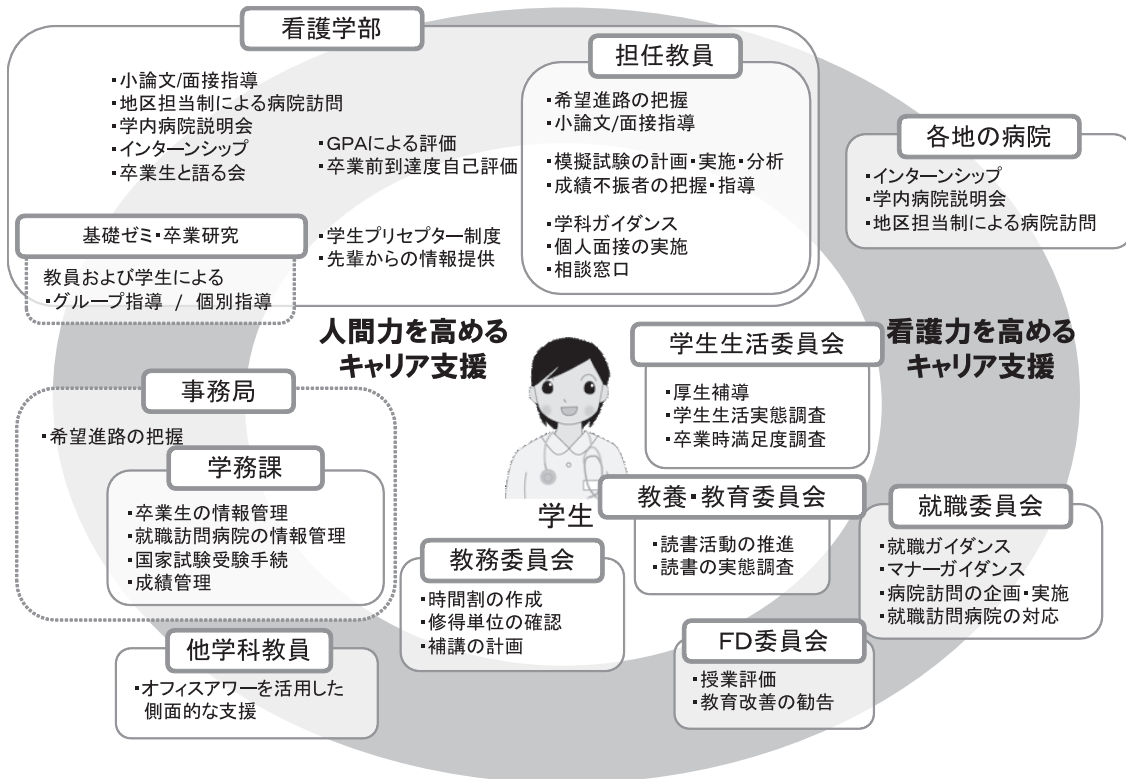 看護学部
・小論文/面接指導
・地区担当制による病院訪問
・学内病院説明会
・インターンシップ
・卒業生と語る会
・GPAによる評価
・卒業前到達度自己評価
・学生プリセプター制度
・先輩からの情報提供
基礎ゼミ・卒業研究
教員および学生による
・グループ指導 / 個別指導
担任教員
・希望進路の把握
・小論文/面接指導
・模擬試験の計画・実施・分析
・成績不振者の把握・指導
・学科ガイダンス
・個人面接の実施
・相談窓口
各地の病院
・インターンシップ
・学内病院説明会
・地区担当制による病院訪問
人間力を高める
キャリア支援
看護力を高める
キャリア支援
学生
学生生活委員会
・厚生補導
・学生生活実態調査
・卒業時満足度調査
事務局
・希望進路の把握
学務課
・卒業生の情報管理
・就職訪問病院の情報管理
・国家試験受験手続
・成績管理
教養・教育委員会
・読書活動の推進
・読書の実態調査
就職委員会
・就職ガイダンス
・マナーガイダンス
・病院訪問の企画・実施
・就職訪問病院の対応
教務委員会
・時間割の作成
・修得単位の確認
・補講の計画
FD委員会
・授業評価
・教育改善の勧告
他学科教員
・オフィスアワーを活用した
側面的な支援